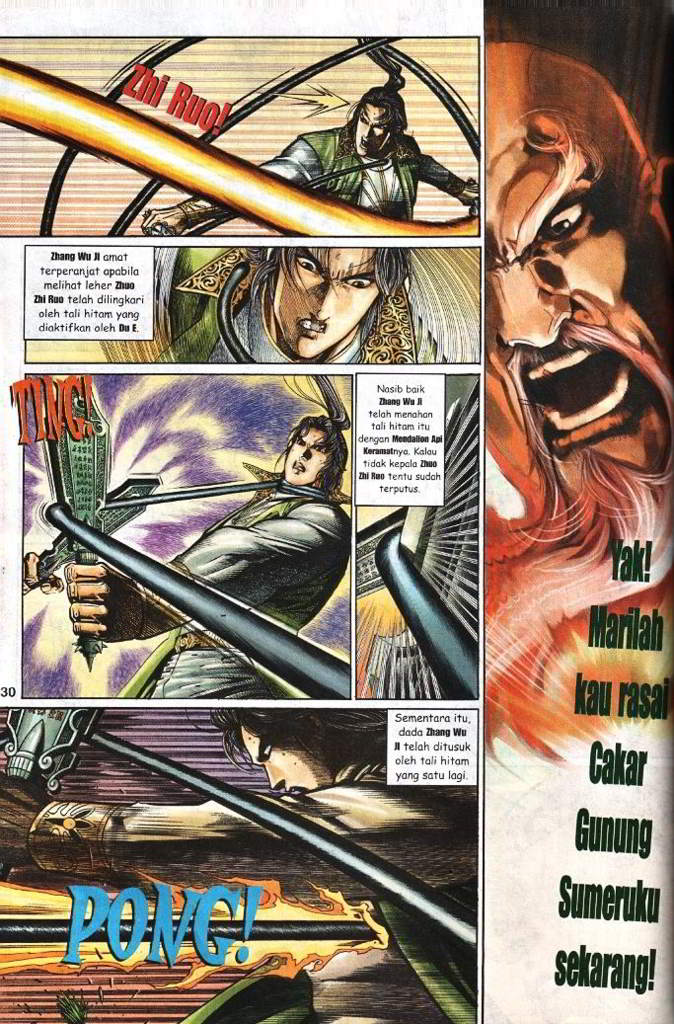 Zhi Ruo!
Zhang Wu Ji amat
terperanjat apabila
melihat leher Zhuo
Zhi Ruo telah dilingkari
oleh tali hitam yang
diaktifkan oleh Du E.
TING!
Nasib baik
Zhang Wu Ji
telah menahan
tali hitam itu
dengan Mendalion Api
Keramatnya. Kalau
tidak kepala Zhuo
Zhi Ruo tentu sudah
terputus.
30
Sementara itu,
dada Zhang Wu
Ji telah ditusuk
oleh tali hitam
yang satu lagi.
PONG!
Yak!
Marilah
kau rasai
Cakar
Gunung
Sumeruku
sekarang!